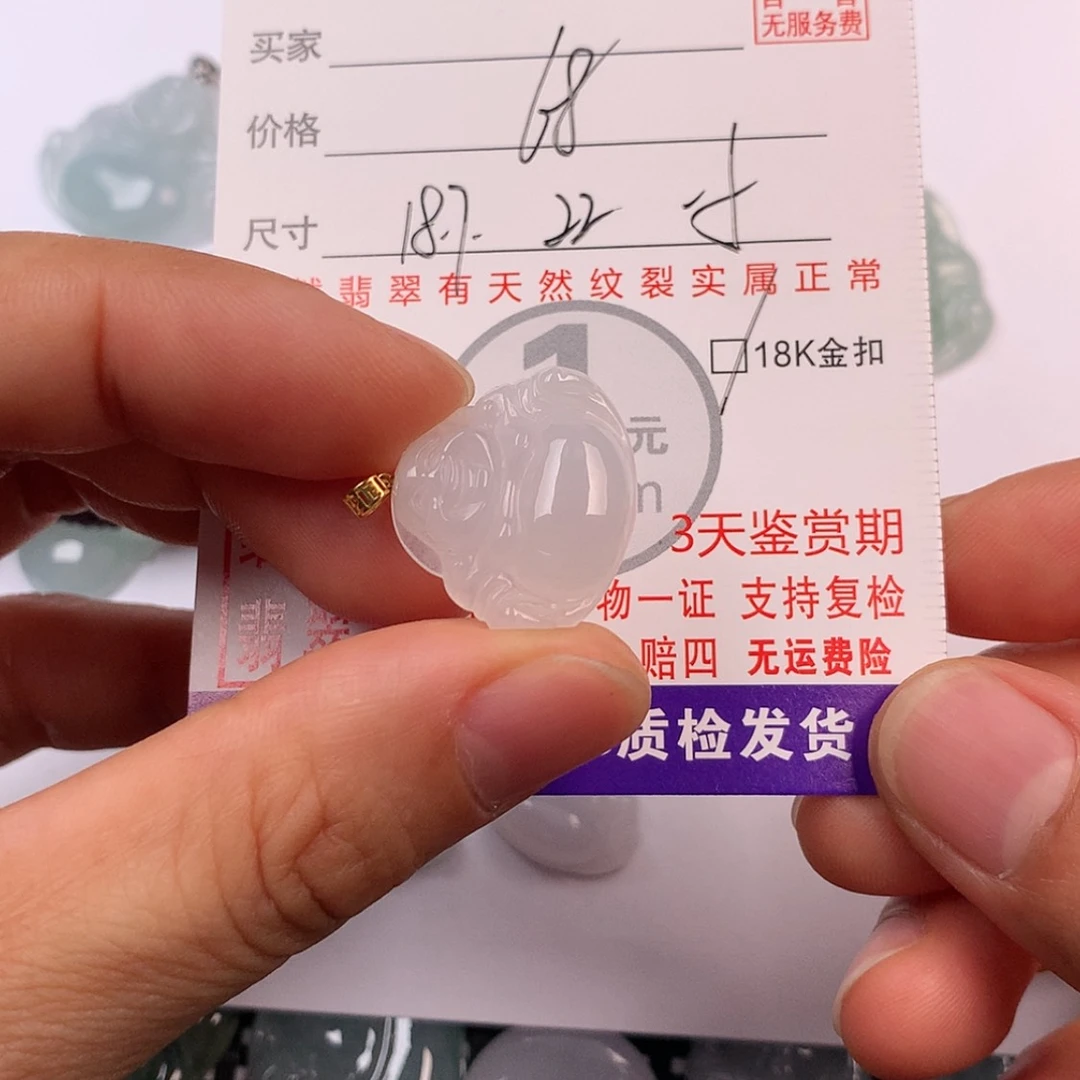 无服务费
买家
价格 68
尺寸 18.7. 22
翡翠有天然纹裂实属正常
1
18K金扣
元
n
3天鉴赏期
物一证 支持复检
赔四 无运费险
翡翠
质检发货